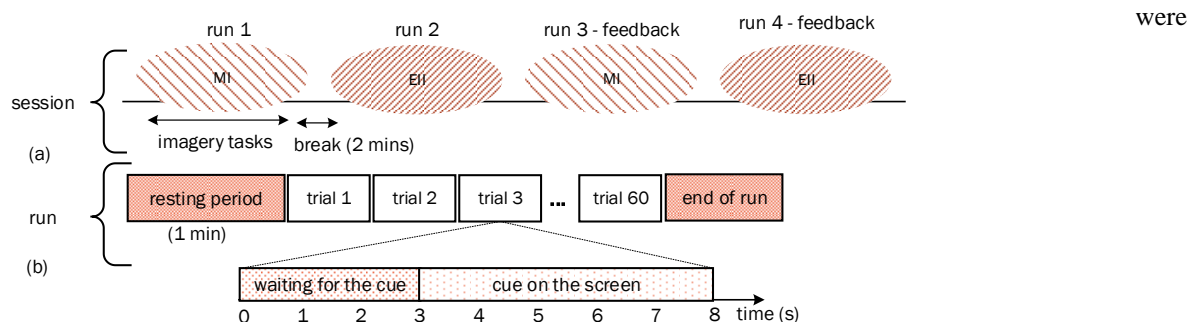 were
run 1 run 2 run 3 - feedback run 4 - feedback
MI EII MI EII
session
imagery tasks break (2 mins)
(a)
resting period trial 1 trial 2 trial 3 ... trial 60 end of run
run
(1 min)
(b)
waiting for the cue cue on the screen
0 1 2 3 4 5 6 7 8 time (s)